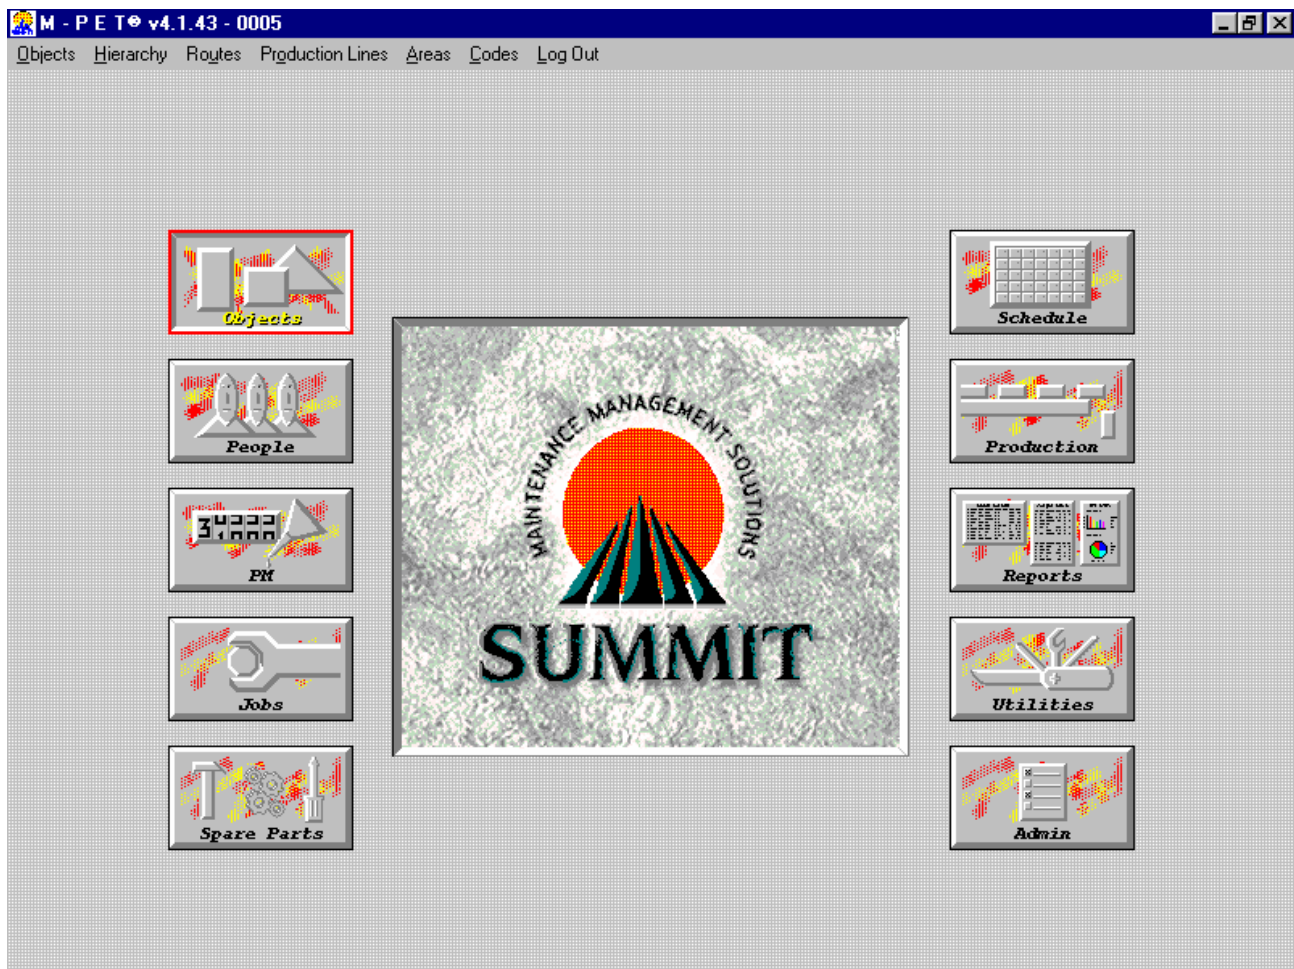 M - P E T® v4.1.43 - 0005
Objects Hierarchy Routes Production Lines Areas Codes Log Out
Objects
Schedule
People
Production
PM
Reports
Jobs
Utilities
Spare Parts
Admin
MAINTENANCE MANAGEMENT SOLUTIONS
SUMMIT